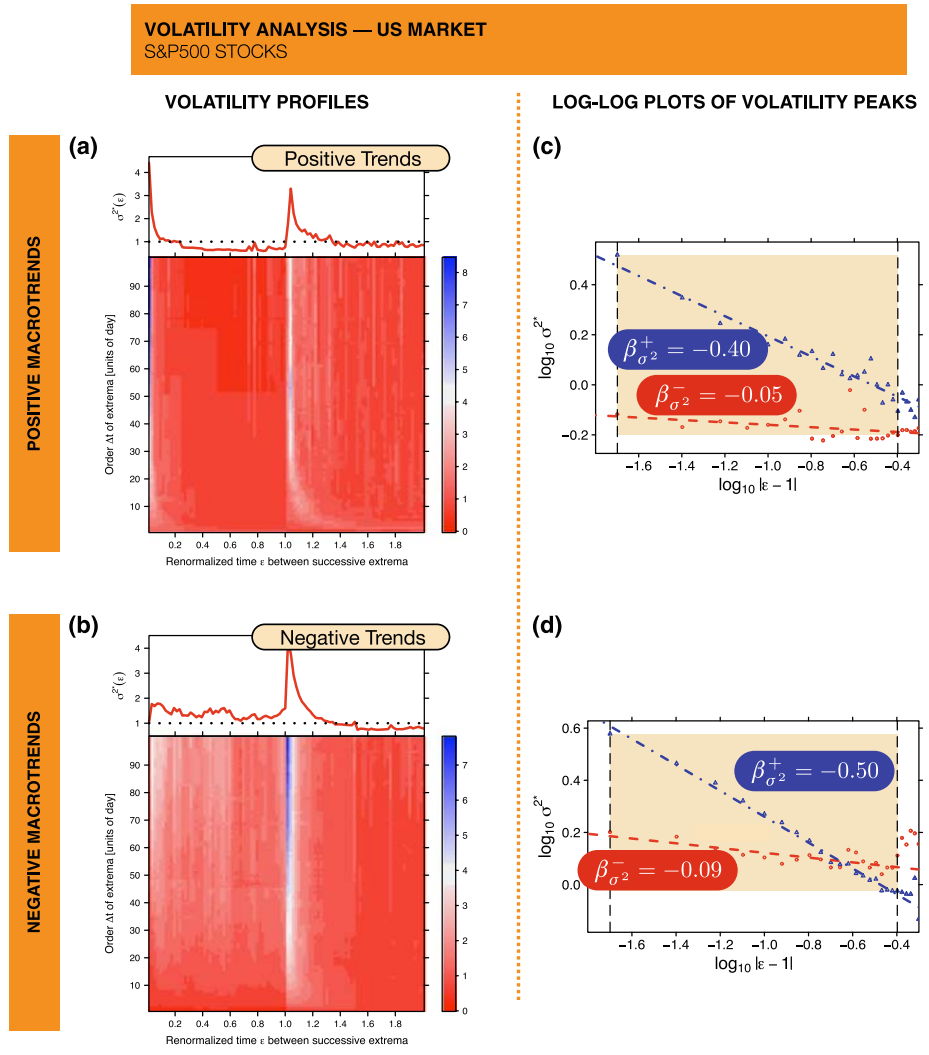 VOLATILITY ANALYSIS — US MARKET
S&P500 STOCKS
VOLATILITY PROFILES
LOG-LOG PLOTS OF VOLATILITY PEAKS
POSITIVE MACROTRENDS
(a)
Positive Trends
σ²*(ε)
4
3
2
1
Order Δt of extrema [units of day]
90
80
70
60
50
40
30
20
10
0.2 0.4 0.6 0.8 1.0 1.2 1.4 1.6 1.8
Renormalized time ε between successive extrema
8
7
6
5
4
3
2
1
0
(c)
log₁₀ σ²*
0.4
0.2
0.0
−0.2
β⁺σ² = −0.40
β⁻σ² = −0.05
−1.6 −1.4 −1.2 −1.0 −0.8 −0.6 −0.4
log₁₀ |ε − 1|
NEGATIVE MACROTRENDS
(b)
Negative Trends
σ²*(ε)
4
3
2
1
Order Δt of extrema [units of day]
90
80
70
60
50
40
30
20
10
0.2 0.4 0.6 0.8 1.0 1.2 1.4 1.6 1.8
Renormalized time ε between successive extrema
7
6
5
4
3
2
1
0
(d)
log₁₀ σ²*
0.6
0.4
0.2
0.0
β⁺σ² = −0.50
β⁻σ² = −0.09
−1.6 −1.4 −1.2 −1.0 −0.8 −0.6 −0.4
log₁₀ |ε − 1|